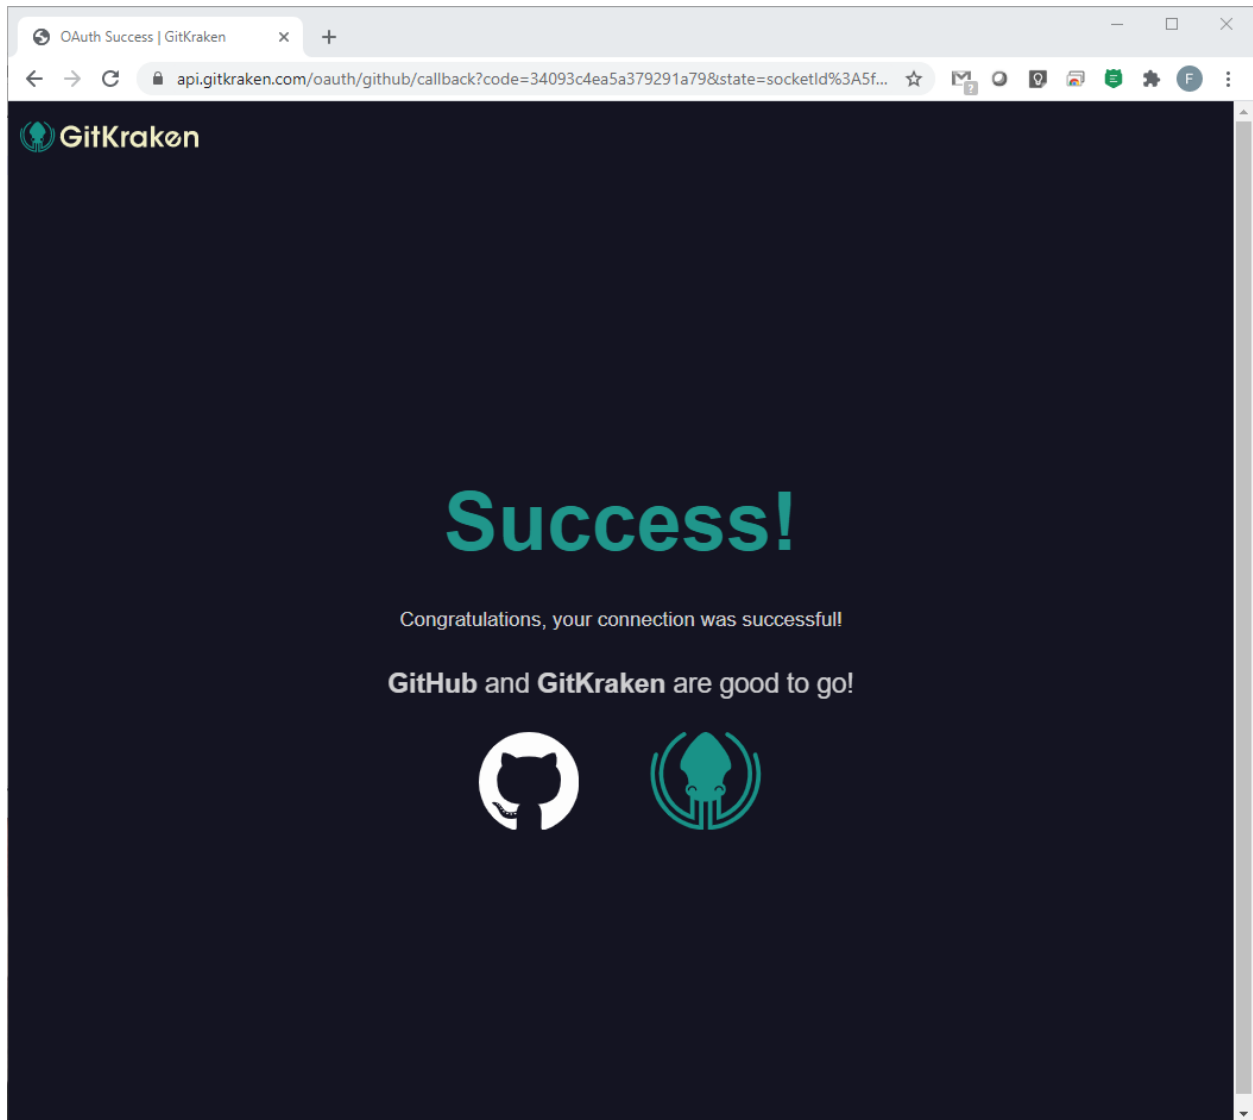 OAuth Success | GitKraken
api.gitkraken.com/oauth/github/callback?code=34093c4ea5a379291a79&state=socketId%3A5f...
F
GitKraken
Success!
Congratulations, your connection was successful!
GitHub and GitKraken are good to go!